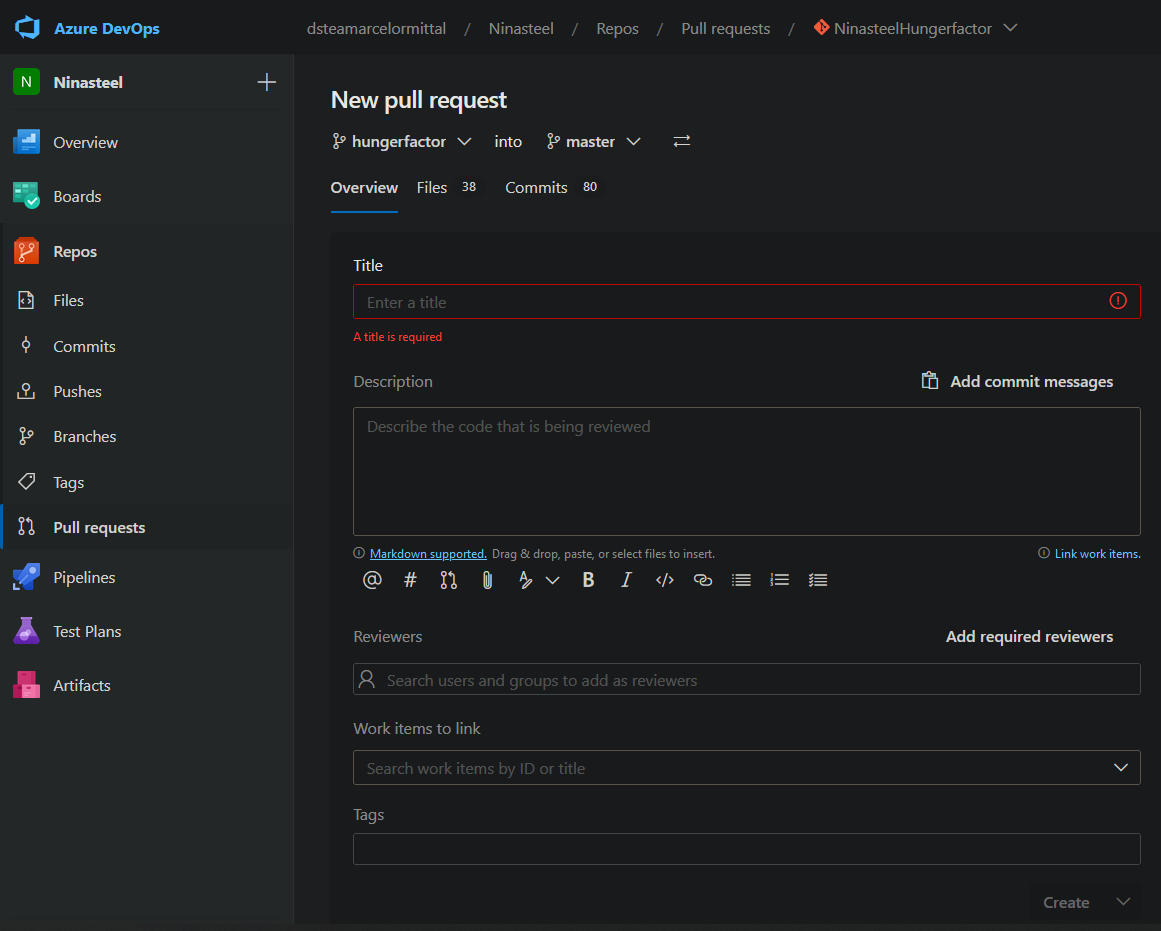 Azure DevOps
dsteamarcelormittal / Ninasteel / Repos / Pull requests / NinasteelHungerfactor
N Ninasteel
Overview
Boards
Repos
Files
Commits
Pushes
Branches
Tags
Pull requests
Pipelines
Test Plans
Artifacts
New pull request
hungerfactor into master
Overview Files 38 Commits 80
Title
Enter a title
A title is required
Description Add commit messages
Describe the code that is being reviewed
Markdown supported. Drag & drop, paste, or select files to insert. Link work items.
@ # B I </>
Reviewers Add required reviewers
Search users and groups to add as reviewers
Work items to link
Search work items by ID or title
Tags
Create